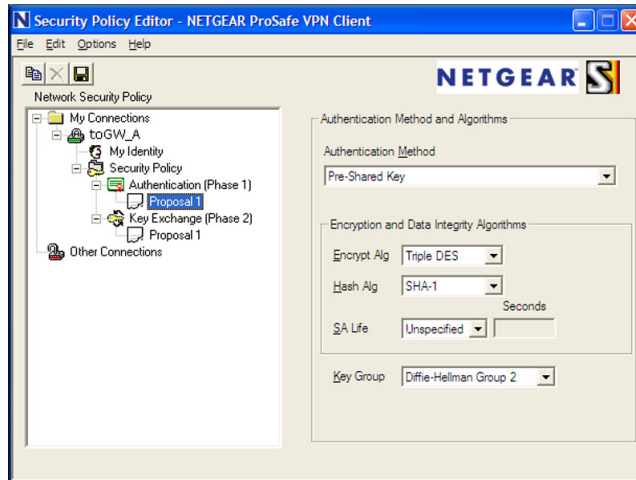 Security Policy Editor - NETGEAR ProSafe VPN Client
File Edit Options Help
NETGEAR
Network Security Policy
My Connections
toGW_A
My Identity
Security Policy
Authentication (Phase 1)
Proposal 1
Key Exchange (Phase 2)
Proposal 1
Other Connections
Authentication Method and Algorithms
Authentication Method
Pre-Shared Key
Encryption and Data Integrity Algorithms
Encrypt Alg Triple DES
Hash Alg SHA-1
Seconds
SA Life Unspecified
Key Group Diffie-Hellman Group 2